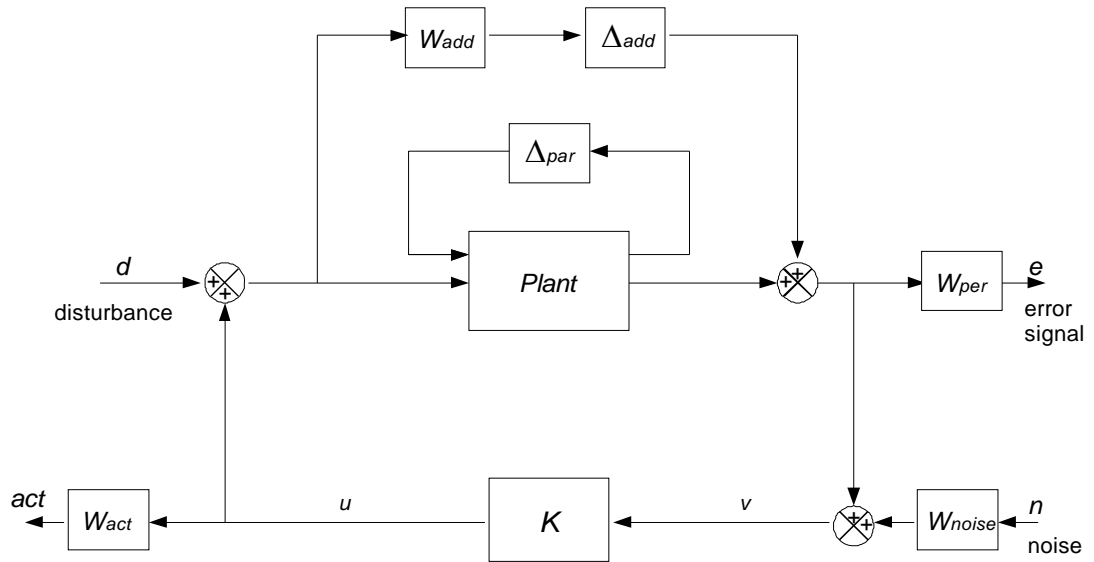 Wadd
Δadd
Δpar
d
disturbance
+
+
Plant
+
+
Wper
e
error
signal
act
Wact
u
K
v
+
+
Wnoise
n
noise